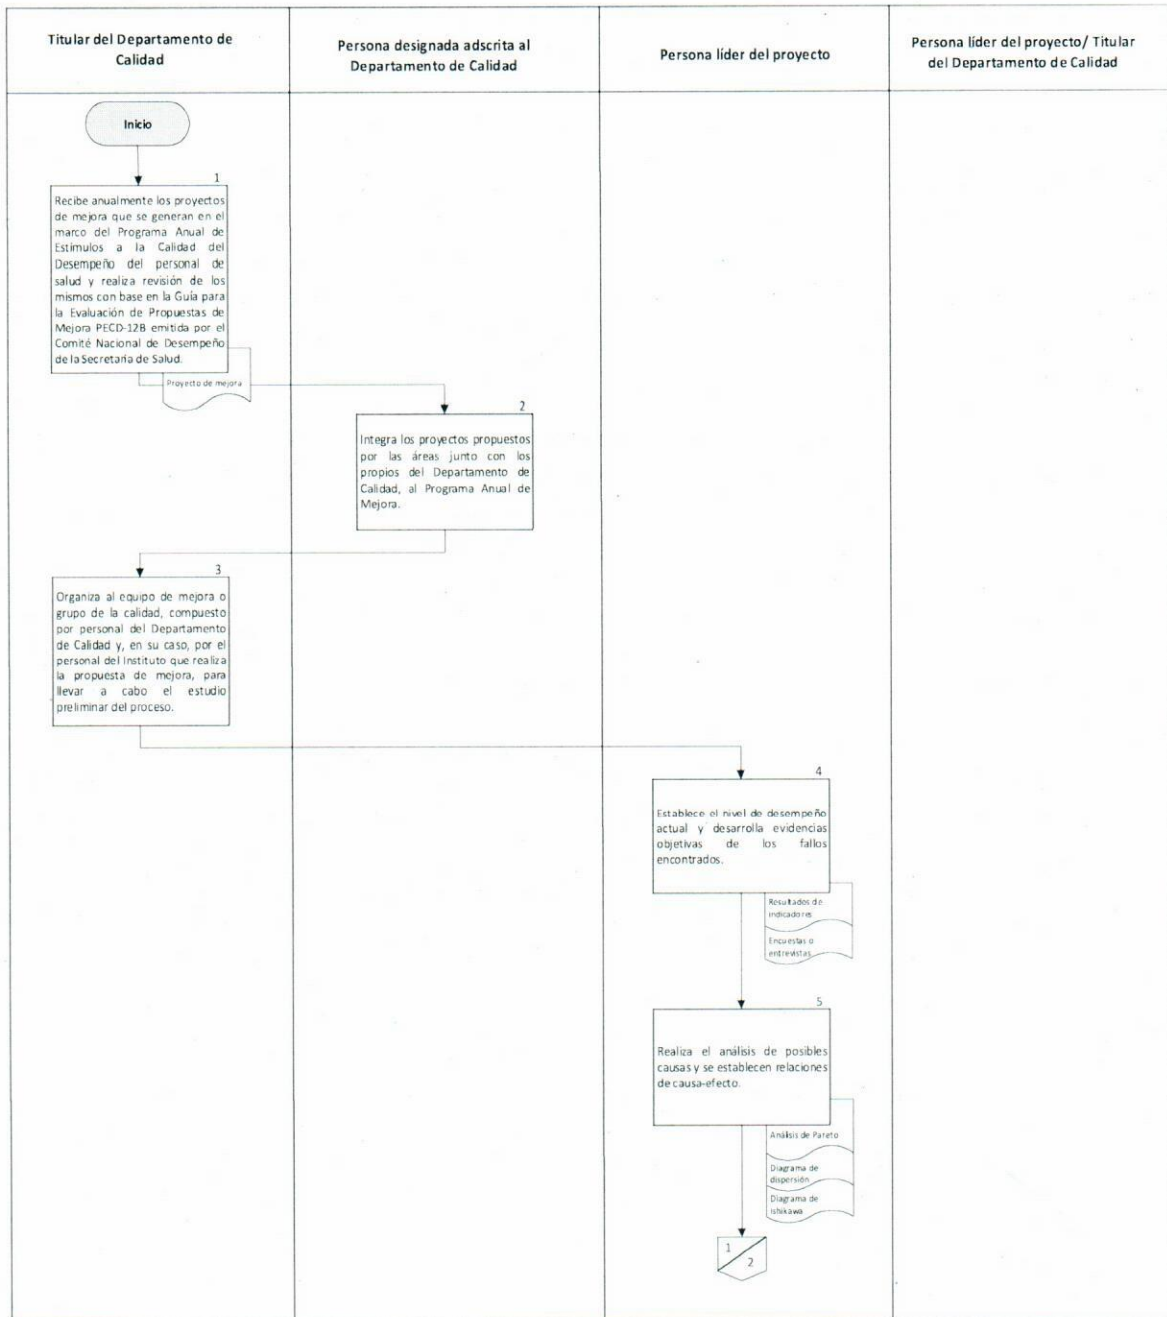 Titular del Departamento de
Calidad
Persona designada adscrita al
Departamento de Calidad
Persona líder del proyecto
Persona líder del proyecto/ Titular
del Departamento de Calidad
Inicio
1
Recibe anualmente los proyectos
de mejora que se generan en el
marco del Programa Anual de
Estímulos a la Calidad del
Desempeño del personal de
salud y realiza revisión de los
mismos con base en la Guía para
la Evaluación de Propuestas de
Mejora PECD-12B emitida por el
Comité Nacional de Desempeño
de la Secretaría de Salud.
Proyecto de mejora
2
Integra los proyectos propuestos
por las áreas junto con los
propios del Departamento de
Calidad, al Programa Anual de
Mejora.
3
Organiza al equipo de mejora o
grupo de la calidad, compuesto
por personal del Departamento
de Calidad y, en su caso, por el
personal del Instituto que realiza
la propuesta de mejora, para
llevar a cabo el estudio
preliminar del proceso.
4
Establece el nivel de desempeño
actual y desarrolla evidencias
objetivas de los fallos
encontrados.
Resultados de
indicadores
Encuestas o
entrevistas
5
Realiza el análisis de posibles
causas y se establecen relaciones
de causa-efecto.
Análisis de Pareto
Diagrama de
dispersión
Diagrama de
Ishikawa
1
2